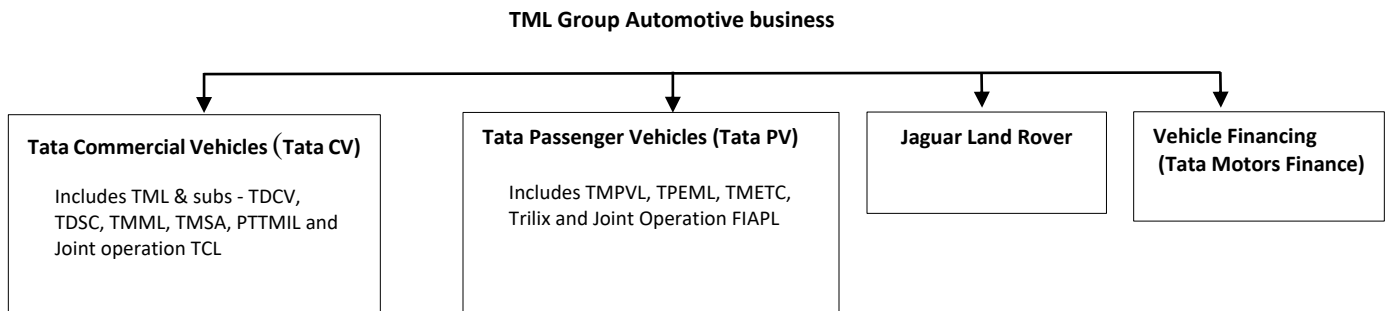 TML Group Automotive business
Tata Commercial Vehicles (Tata CV)
Includes TML & subs - TDCV,
TDSC, TMML, TMSA, PTTMIL and
Joint operation TCL
Tata Passenger Vehicles (Tata PV)
Includes TMPVL, TPEML, TMETC,
Trilix and Joint Operation FIAPL
Jaguar Land Rover
Vehicle Financing
(Tata Motors Finance)